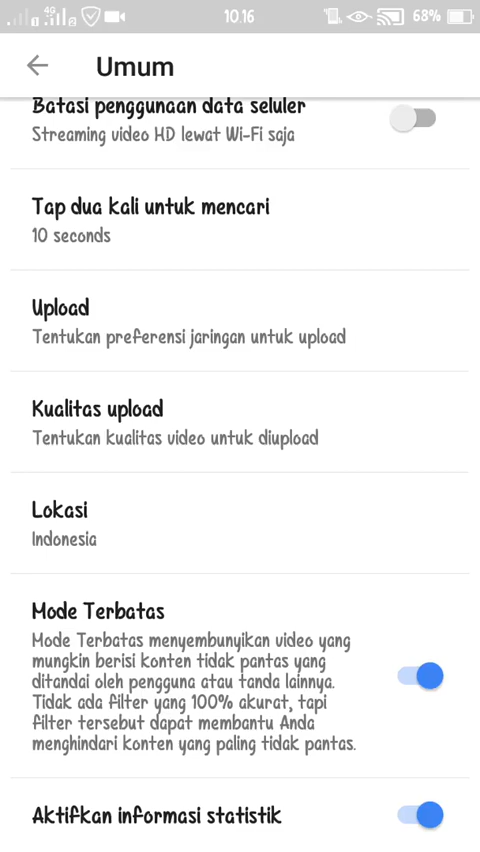 4G
1
2
10.16
68%
Umum
Batasi penggunaan data seluler
Streaming video HD lewat Wi-Fi saja
Tap dua kali untuk mencari
10 seconds
Upload
Tentukan preferensi jaringan untuk upload
Kualitas upload
Tentukan kualitas video untuk diupload
Lokasi
Indonesia
Mode Terbatas
Mode Terbatas menyembunyikan video yang
mungkin berisi konten tidak pantas yang
ditandai oleh pengguna atau tanda lainnya.
Tidak ada filter yang 100% akurat, tapi
filter tersebut dapat membantu Anda
menghindari konten yang paling tidak pantas.
Aktifkan informasi statistik